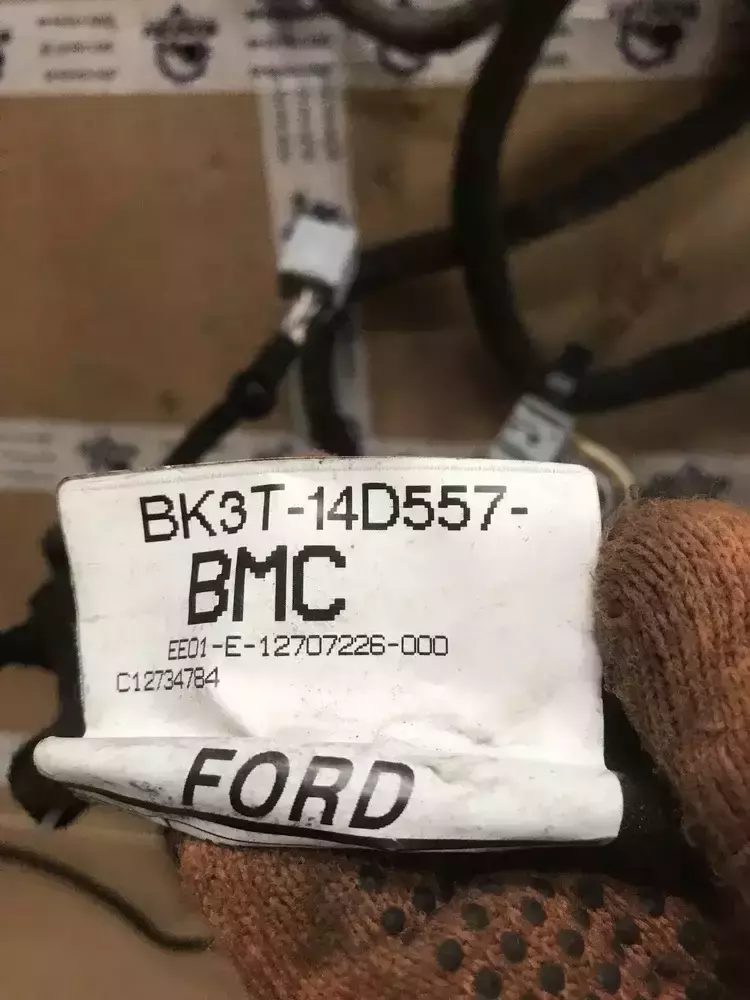 BK3T-14D557-
BMC
EE01-E-12707226-000
C12734784
FORD